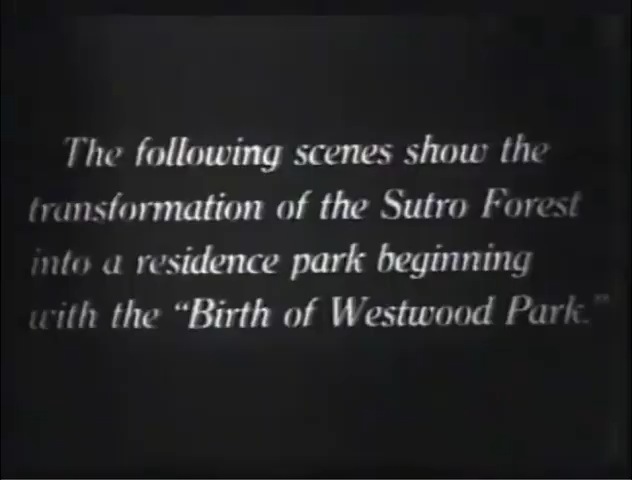 The following scenes show the
transformation of the Sutro Forest
into a residence park beginning
with the “Birth of Westwood Park.”